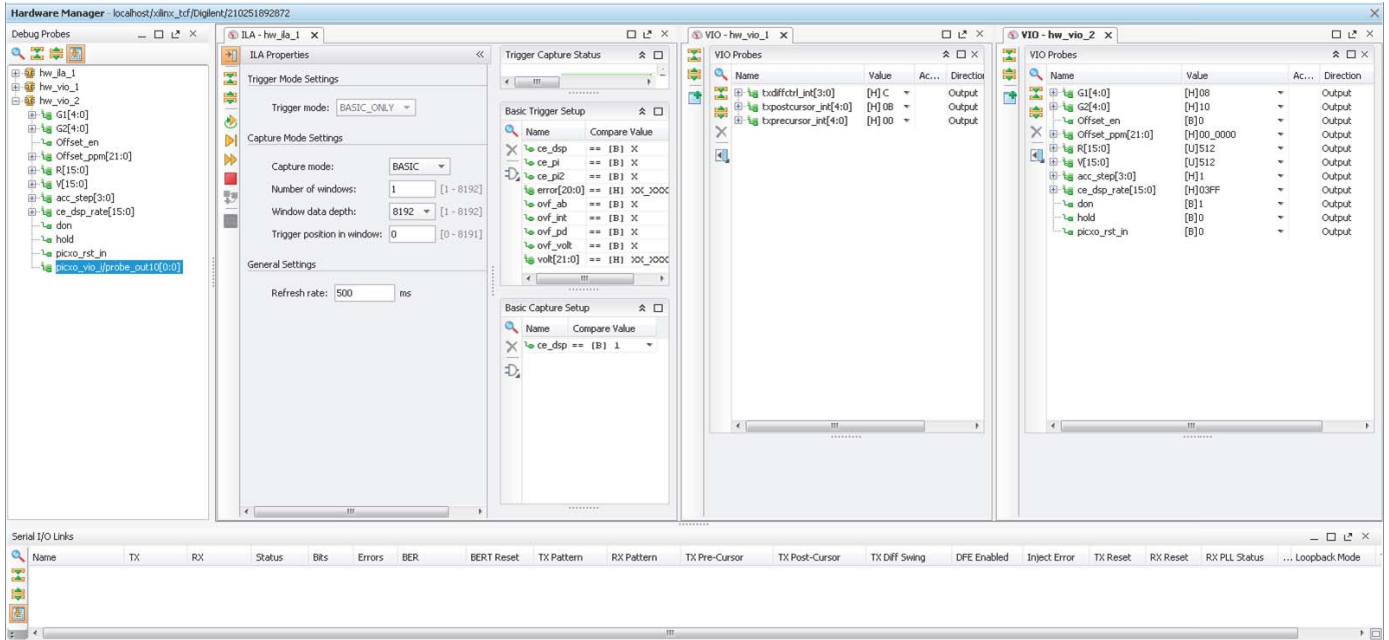 Hardware Manager - localhost/xilinx_tcf/Digilent/210251892872
Debug Probes
hw_ila_1
hw_vio_1
hw_vio_2
G1[4:0]
G2[4:0]
Offset_en
Offset_ppm[21:0]
R[15:0]
V[15:0]
acc_step[3:0]
ce_dsp_rate[15:0]
don
hold
picxo_rst_in
picxo_vio_i/probe_out10[0:0]
ILA - hw_ila_1
ILA Properties
Trigger Mode Settings
Trigger mode: BASIC_ONLY
Capture Mode Settings
Capture mode: BASIC
Number of windows: 1 [1 - 8192]
Window data depth: 8192 [1 - 8192]
Trigger position in window: 0 [0 - 8191]
General Settings
Refresh rate: 500 ms
Trigger Capture Status
Basic Trigger Setup
Name Compare Value
ce_dsp == [B] X
ce_pi == [B] X
ce_pi2 == [B] X
error[20:0] == [H] XX_XXX
ovf_ab == [B] X
ovf_int == [B] X
ovf_pd == [B] X
ovf_volt == [B] X
volt[21:0] == [H] XX_XXX
Basic Capture Setup
Name Compare Value
ce_dsp == [B] 1
VIO - hw_vio_1
VIO Probes
Name Value Ac... Direction
txdiffctrl_int[3:0] [H] C Output
txpostcursor_int[4:0] [H] 0B Output
txprecursor_int[4:0] [H] 00 Output
VIO - hw_vio_2
VIO Probes
Name Value Ac... Direction
G1[4:0] [H]08 Output
G2[4:0] [H]10 Output
Offset_en [B]0 Output
Offset_ppm[21:0] [H]00_0000 Output
R[15:0] [U]512 Output
V[15:0] [U]512 Output
acc_step[3:0] [H]1 Output
ce_dsp_rate[15:0] [H]03FF Output
don [B]1 Output
hold [B]0 Output
picxo_rst_in [B]0 Output
Serial I/O Links
Name TX RX Status Bits Errors BER BERT Reset TX Pattern RX Pattern TX Pre-Cursor TX Post-Cursor TX Diff Swing DFE Enabled Inject Error TX Reset RX Reset RX PLL Status ... Loopback Mode